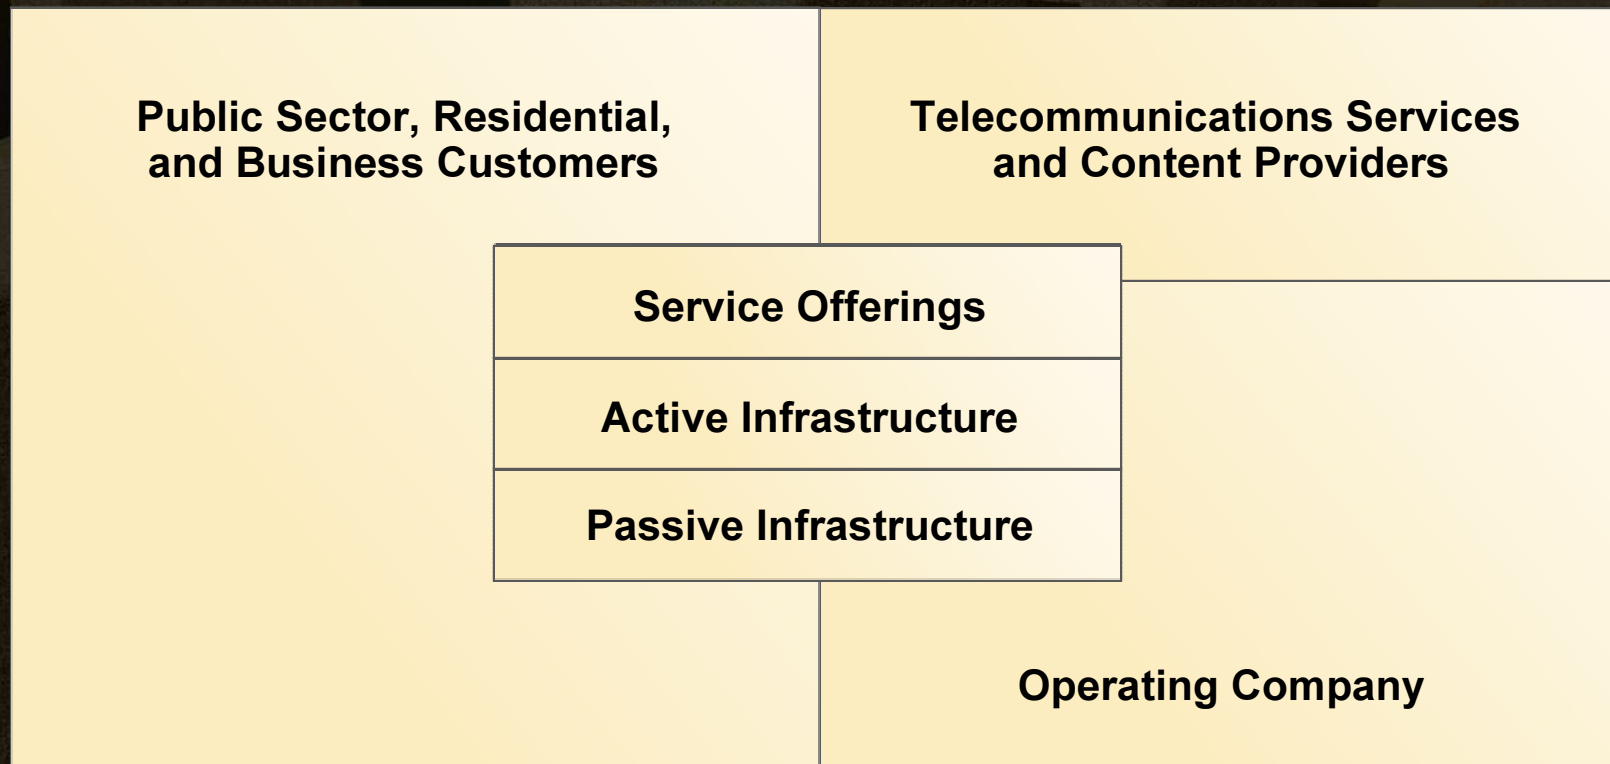 Public Sector, Residential,
and Business Customers
Telecommunications Services
and Content Providers
Service Offerings
Active Infrastructure
Passive Infrastructure
Operating Company